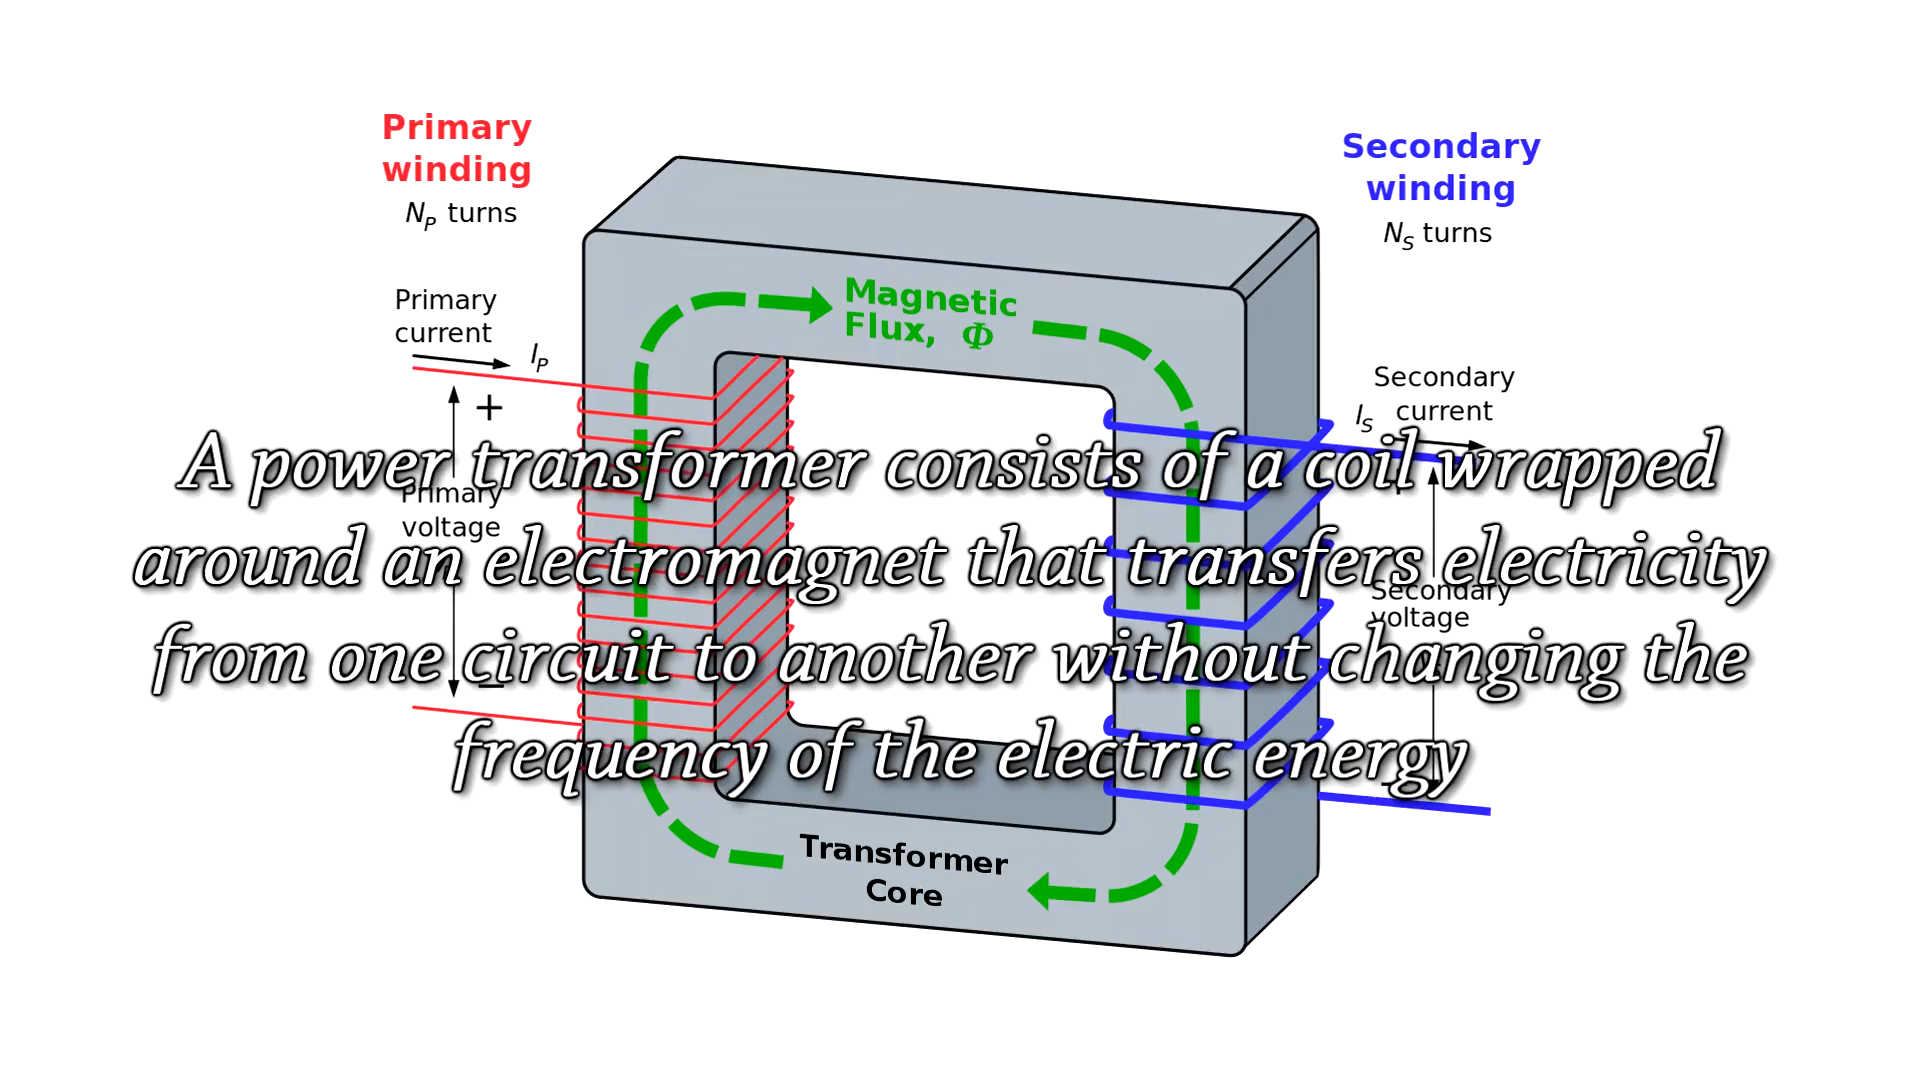 Primary
winding
NP turns
Secondary
winding
NS turns
Magnetic
Flux, Φ
Primary
current
IP
+
Secondary
current
IS
Primary
voltage
−
Secondary
voltage
A power transformer consists of a coil wrapped
around an electromagnet that transfers electricity
from one circuit to another without changing the
frequency of the electric energy
Transformer
Core